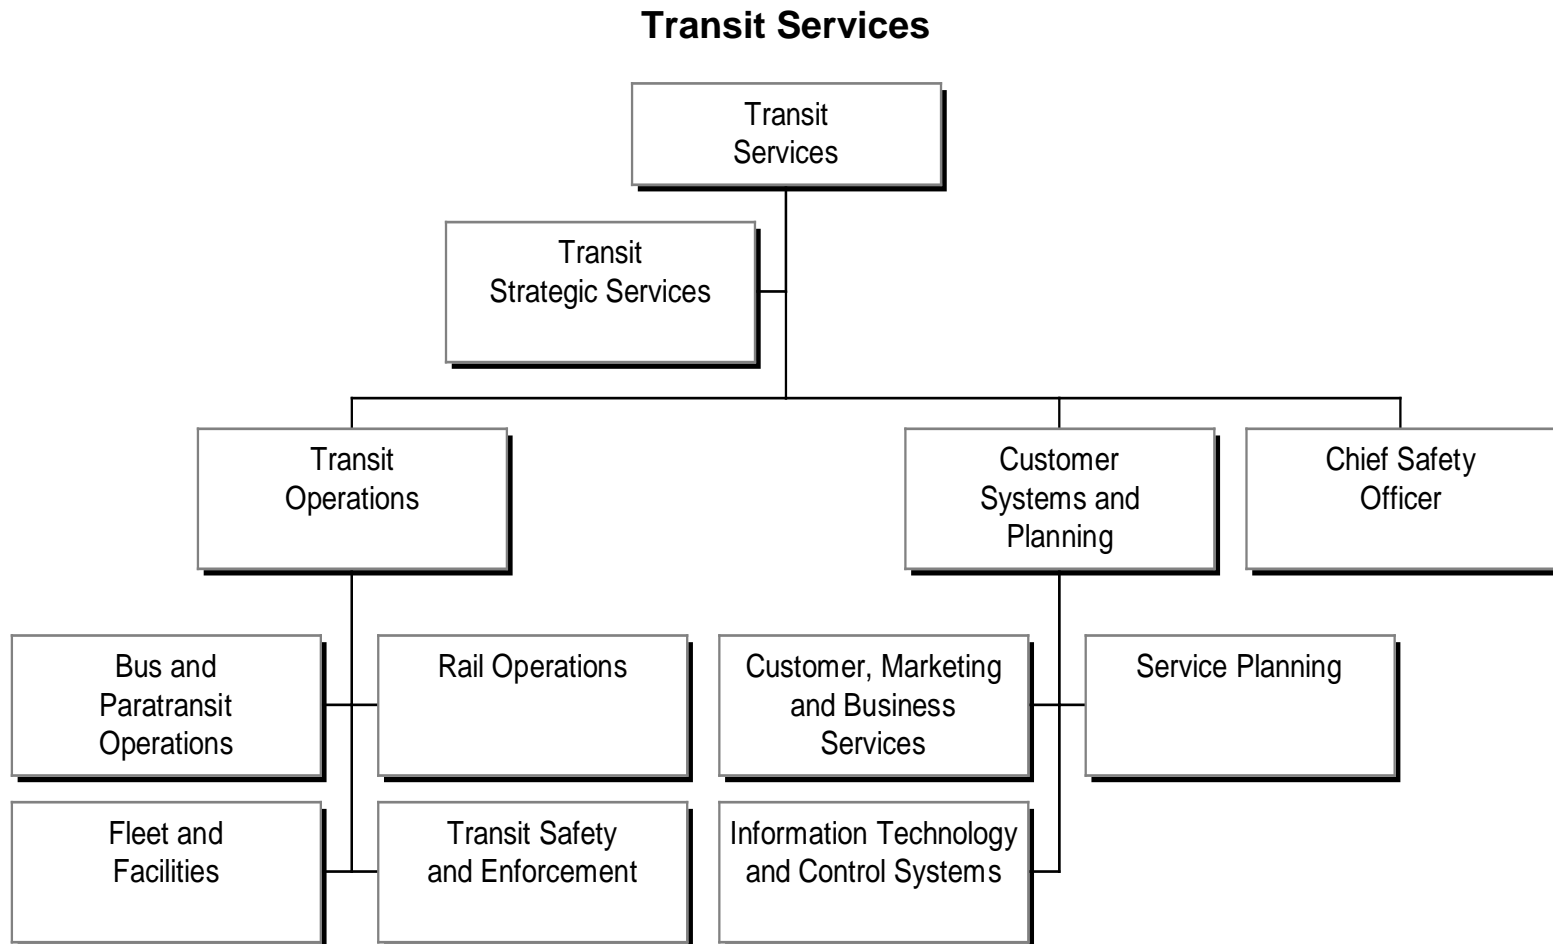 Transit Services
Transit
Services
Transit
Strategic Services
Transit
Operations
Customer
Systems and
Planning
Chief Safety
Officer
Bus and
Paratransit
Operations
Rail Operations
Customer, Marketing
and Business
Services
Service Planning
Fleet and
Facilities
Transit Safety
and Enforcement
Information Technology
and Control Systems